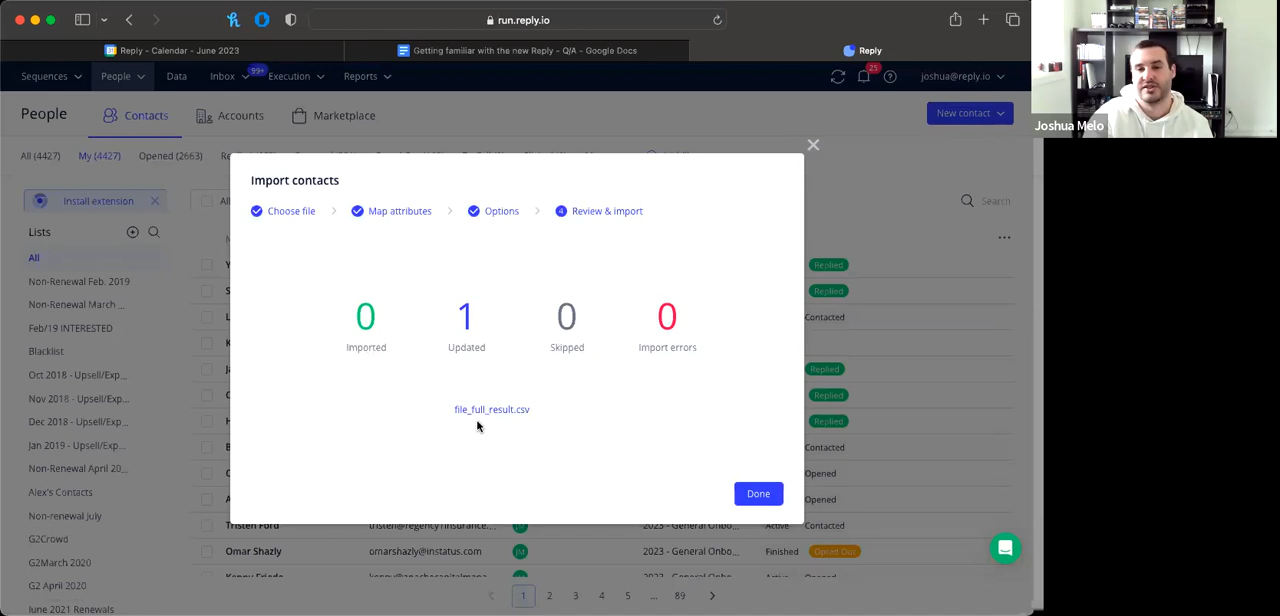 run.reply.io
Reply - Calendar - June 2023
Getting familiar with the new Reply - Q/A - Google Docs
Reply
Sequences
People
Data
Inbox
99+
Execution
Reports
25
joshua@reply.io
People
Contacts
Accounts
Marketplace
New contact
All (4427)
My (4427)
Opened (2663)
Install extension
Search
Lists
All
Non-Renewal Feb. 2019
Non-Renewal March ...
Feb/19 INTERESTED
Blacklist
Oct 2018 - Upsell/Exp...
Nov 2018 - Upsell/Exp...
Dec 2018 - Upsell/Exp...
Jan 2019 - Upsell/Exp...
Non-Renewal April 20...
Alex's Contacts
Non-renewal July
G2Crowd
G2March 2020
G2 April 2020
June 2021 Renewals
Import contacts
Choose file
Map attributes
Options
4 Review & import
0
1
0
0
Imported
Updated
Skipped
Import errors
file_full_result.csv
Done
Replied
Replied
Contacted
Replied
Replied
Replied
Contacted
Opened
Opened
Tristen Ford
2023 - General Onbo...
Active
Contacted
Omar Shazly
omarshazly@instatus.com
JM
2023 - General Onbo...
Finished
Opted Out
1
2
3
4
5
...
89
Joshua Melo